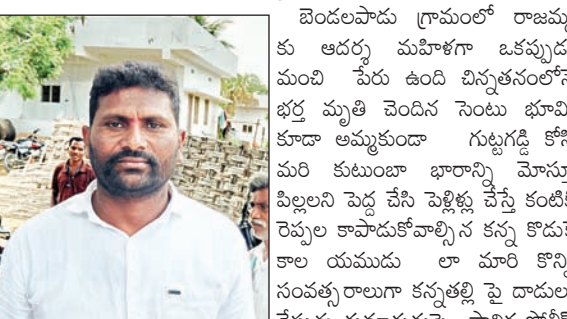 బెండలపాడు గ్రామంలో రాజమ్మ
కు ఆదర్శ మహిళగా ఒకప్పుడు
మంచి పేరు ఉంది చిన్నతనంలోనే
భర్త మృతి చెందిన సెంటు భూమి
కూడా అమ్మకుండా గుట్టగడ్డి కోసి
మరి కుటుంబా భారాన్ని మోస్తూ
పిల్లలని పెద్ద చేసి పెళ్లిళ్లు చేస్తే కంటికి
రెప్పల కాపాడుకోవాల్సిన కన్న కొడుకే
కాల యముడు లా మారి కొన్ని
సంవత్సరాలుగా కన్నతల్లి పై దాడులు